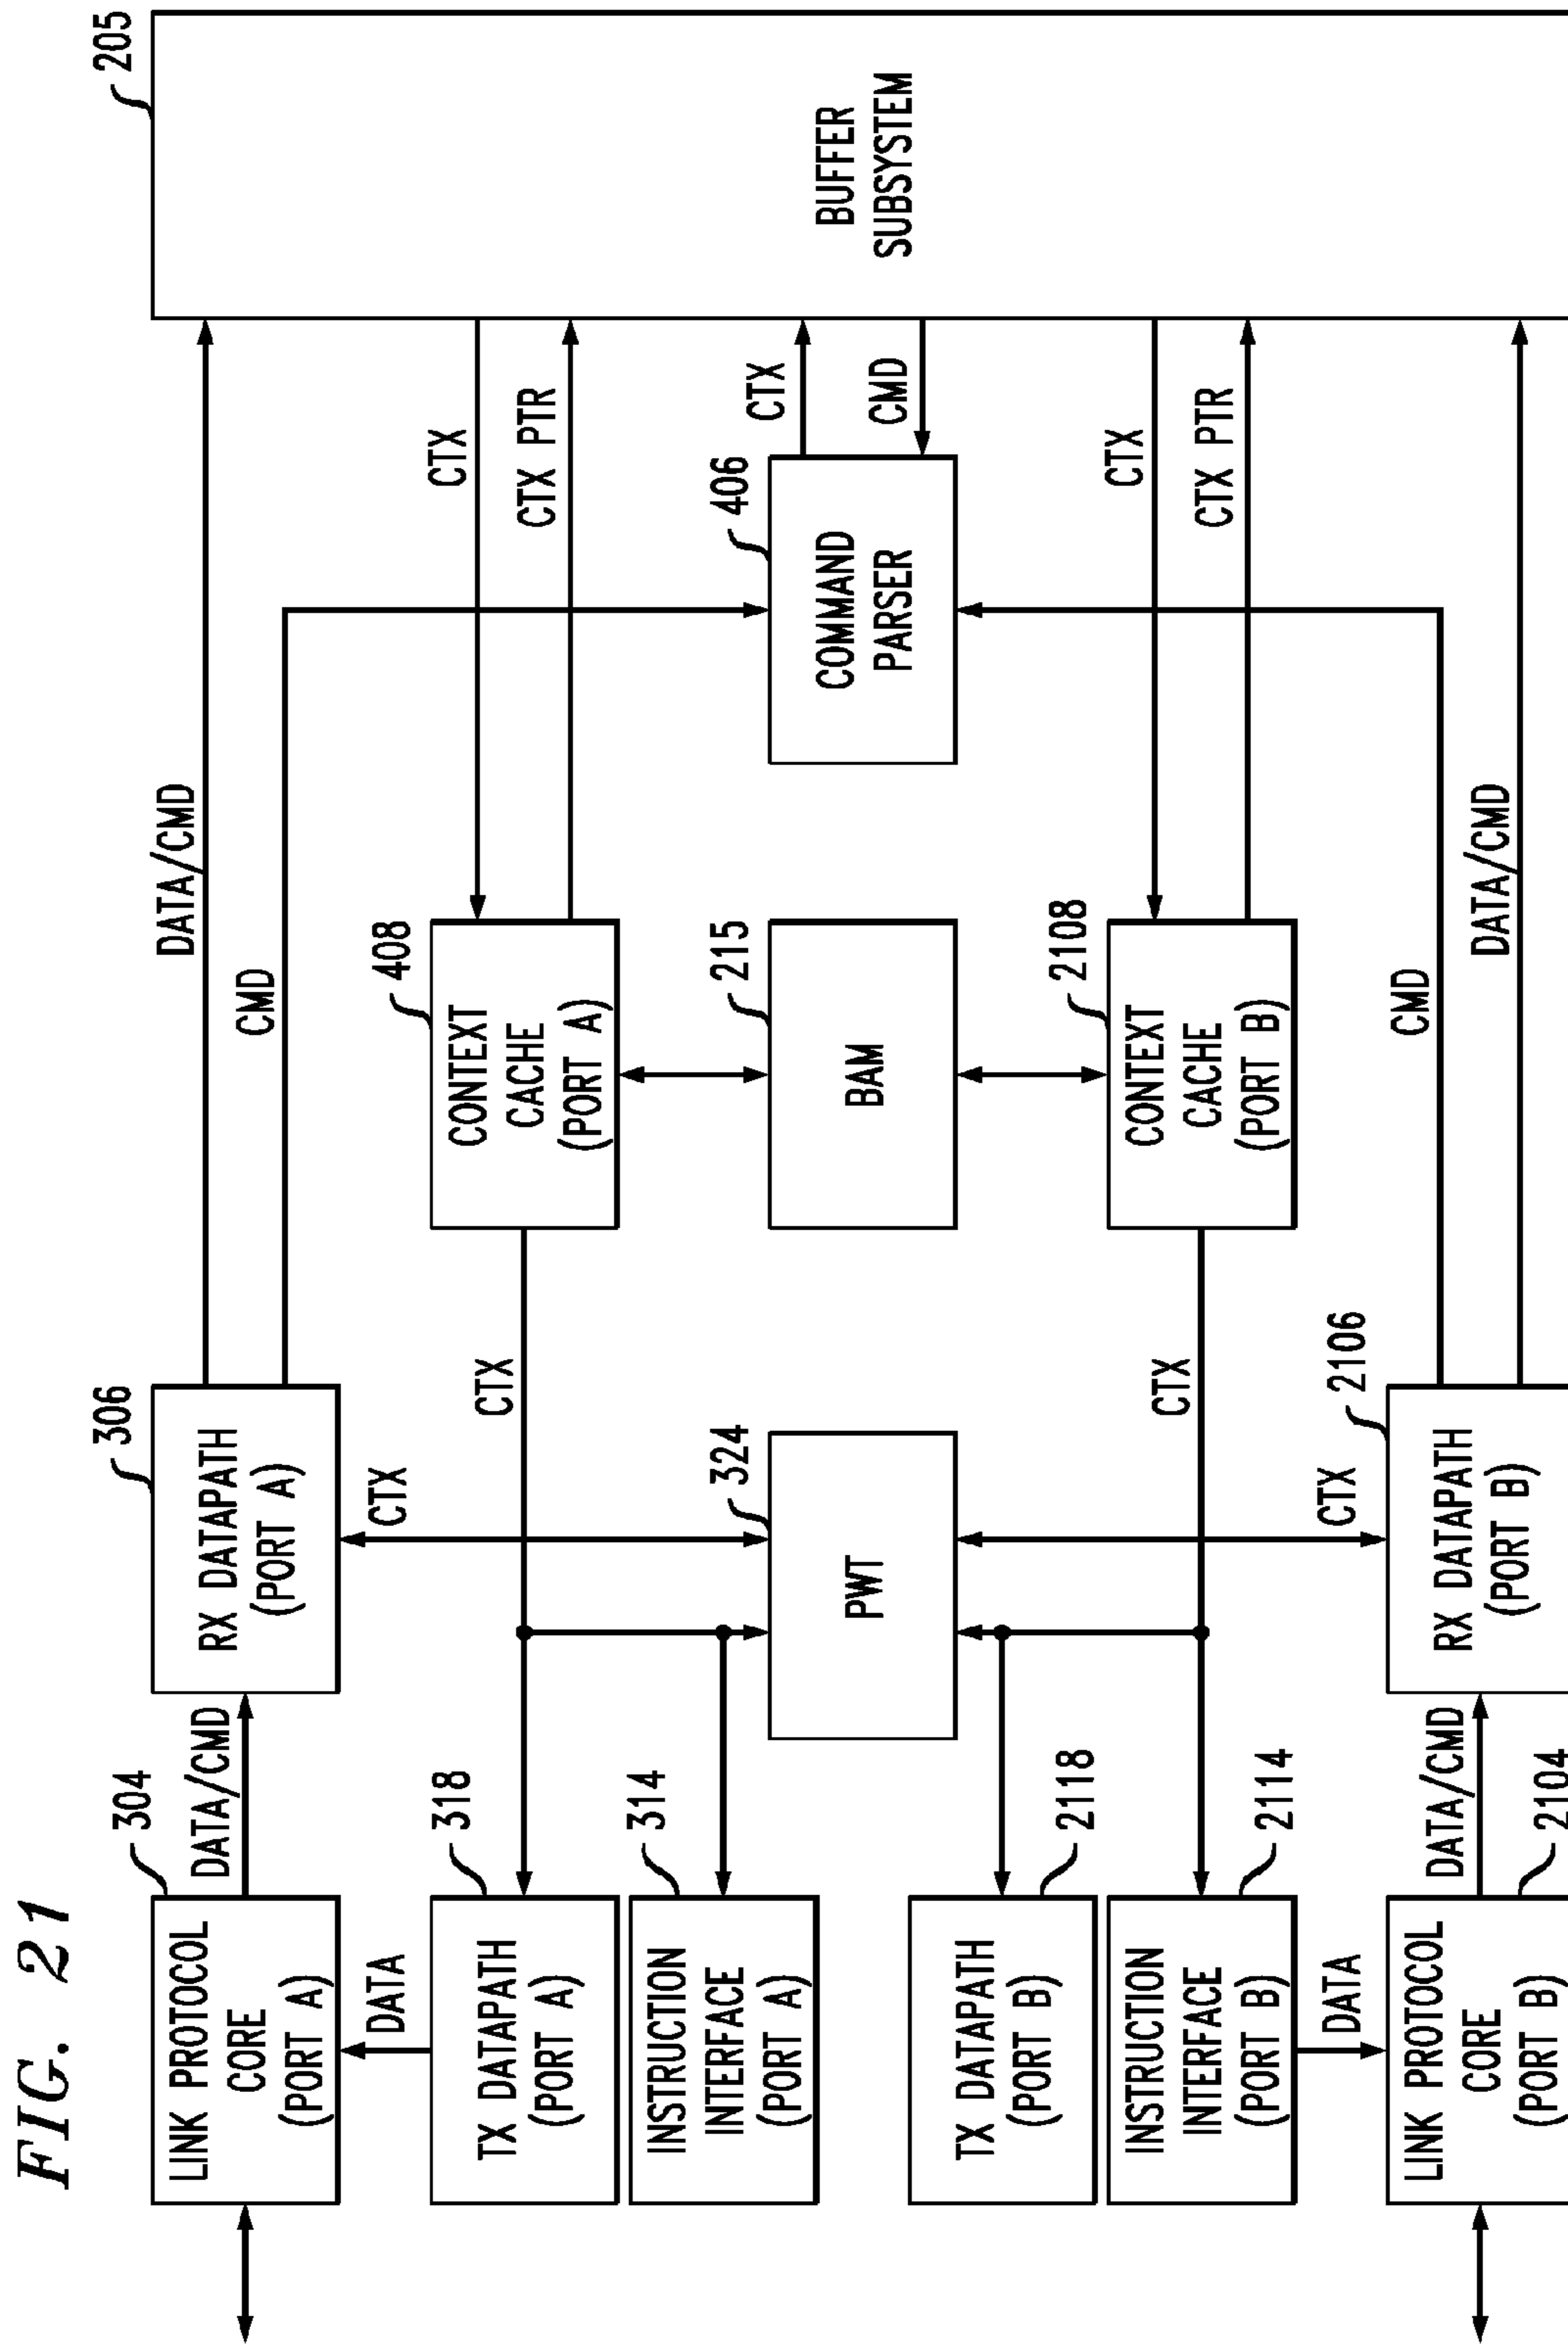 FIG. 21
304
LINK PROTOCOL
CORE
(PORT A)
DATA/CMD
306
RX DATAPATH
(PORT A)
DATA/CMD
CMD
205
BUFFER
SUBSYSTEM
DATA
318
TX DATAPATH
(PORT A)
CTX
CTX
408
CONTEXT
CACHE
(PORT A)
CTX
CTX PTR
314
INSTRUCTION
INTERFACE
(PORT A)
324
PWT
215
BAM
406
COMMAND
PARSER
CTX
CMD
2118
TX DATAPATH
(PORT B)
2114
INSTRUCTION
INTERFACE
(PORT B)
CTX
2108
CONTEXT
CACHE
(PORT B)
CTX
CTX PTR
DATA
CTX
2106
RX DATAPATH
(PORT B)
CMD
DATA/CMD
DATA/CMD
2104
LINK PROTOCOL
CORE
(PORT B)